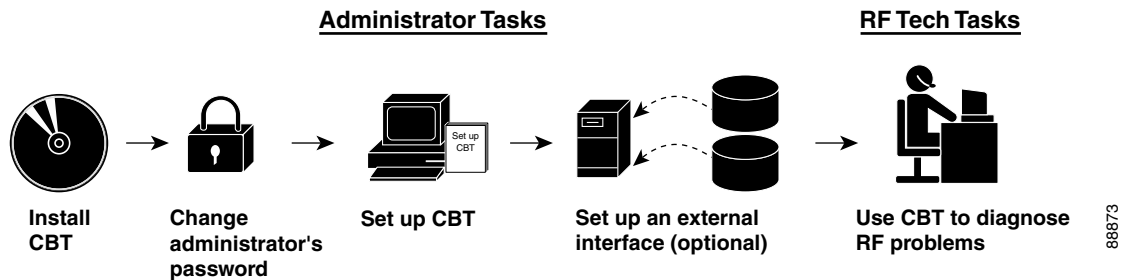 Administrator Tasks
RF Tech Tasks
Set up
CBT
Install
CBT
Change
administrator's
password
Set up CBT
Set up an external
interface (optional)
Use CBT to diagnose
RF problems
88873